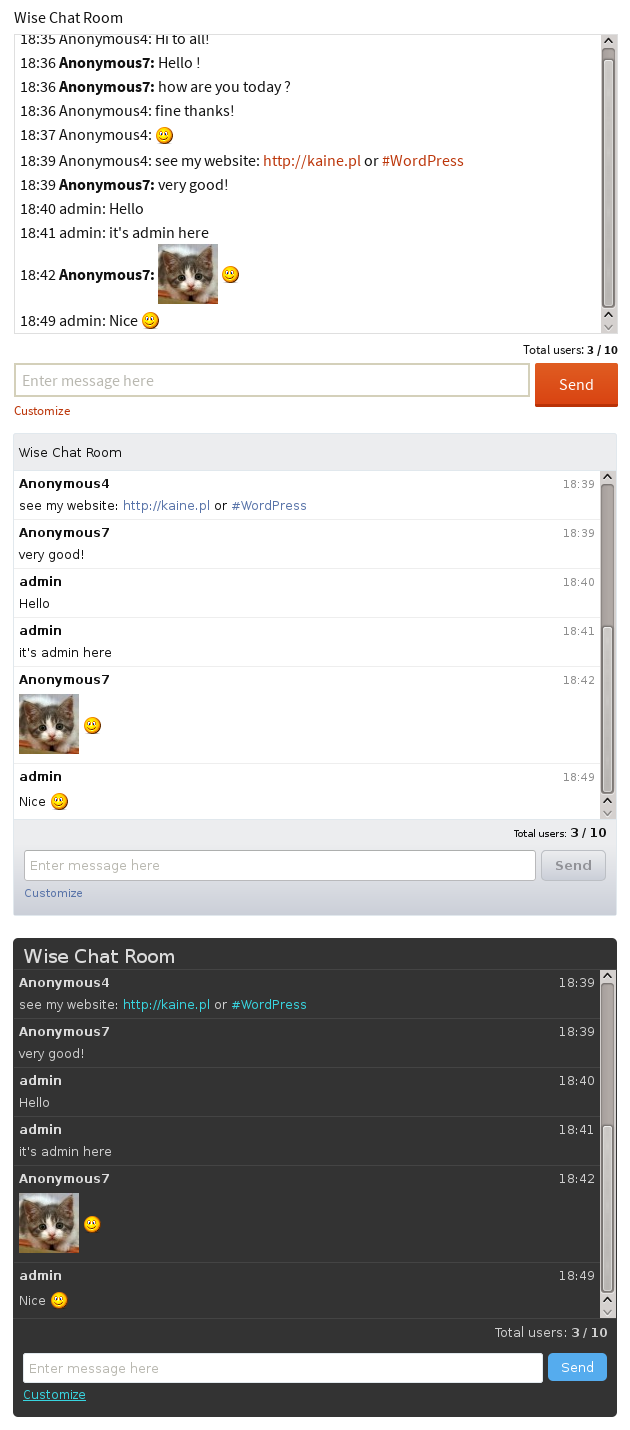 Wise Chat Room
18:35 Anonymous4: Hi to all!
18:36 Anonymous7: Hello !
18:36 Anonymous7: how are you today ?
18:36 Anonymous4: fine thanks!
18:37 Anonymous4:
18:39 Anonymous4: see my website: http://kaine.pl or #WordPress
18:39 Anonymous7: very good!
18:40 admin: Hello
18:41 admin: it's admin here
18:42 Anonymous7:
18:49 admin: Nice
Total users: 3 / 10
Enter message here Send
Customize
Wise Chat Room
Anonymous4 18:39
see my website: http://kaine.pl or #WordPress
Anonymous7 18:39
very good!
admin 18:40
Hello
admin 18:41
it's admin here
Anonymous7 18:42
admin 18:49
Nice
Total users: 3 / 10
Enter message here Send
Customize
Wise Chat Room
Anonymous4 18:39
see my website: http://kaine.pl or #WordPress
Anonymous7 18:39
very good!
admin 18:40
Hello
admin 18:41
it's admin here
Anonymous7 18:42
admin 18:49
Nice
Total users: 3 / 10
Enter message here Send
Customize